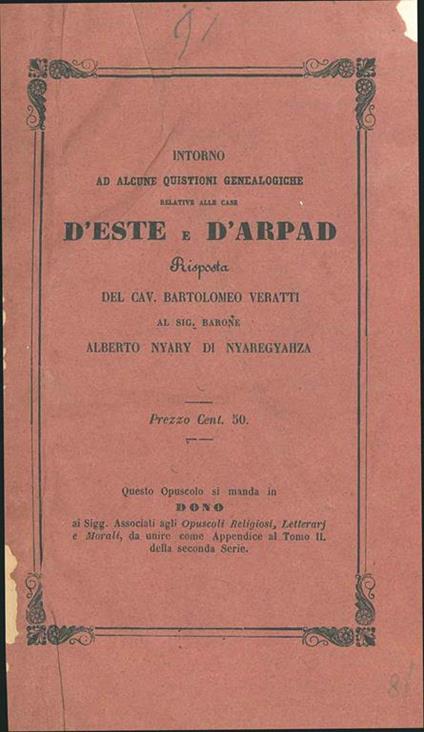 91
INTORNO
AD ALCUNE QUISTIONI GENEALOGICHE
RELATIVE ALLE CASE
D'ESTE E D'ARPAD
Risposta
DEL CAV. BARTOLOMEO VERATTI
AL SIG. BARONE
ALBERTO NYARY DI NYAREGYAHZA
Prezzo Cent. 50.
Questo Opuscolo si manda in
DONO
ai Sigg. Associati agli Opuscoli Religiosi, Letterarj
e Morali, da unire come Appendice al Tomo II.
della seconda Serie.